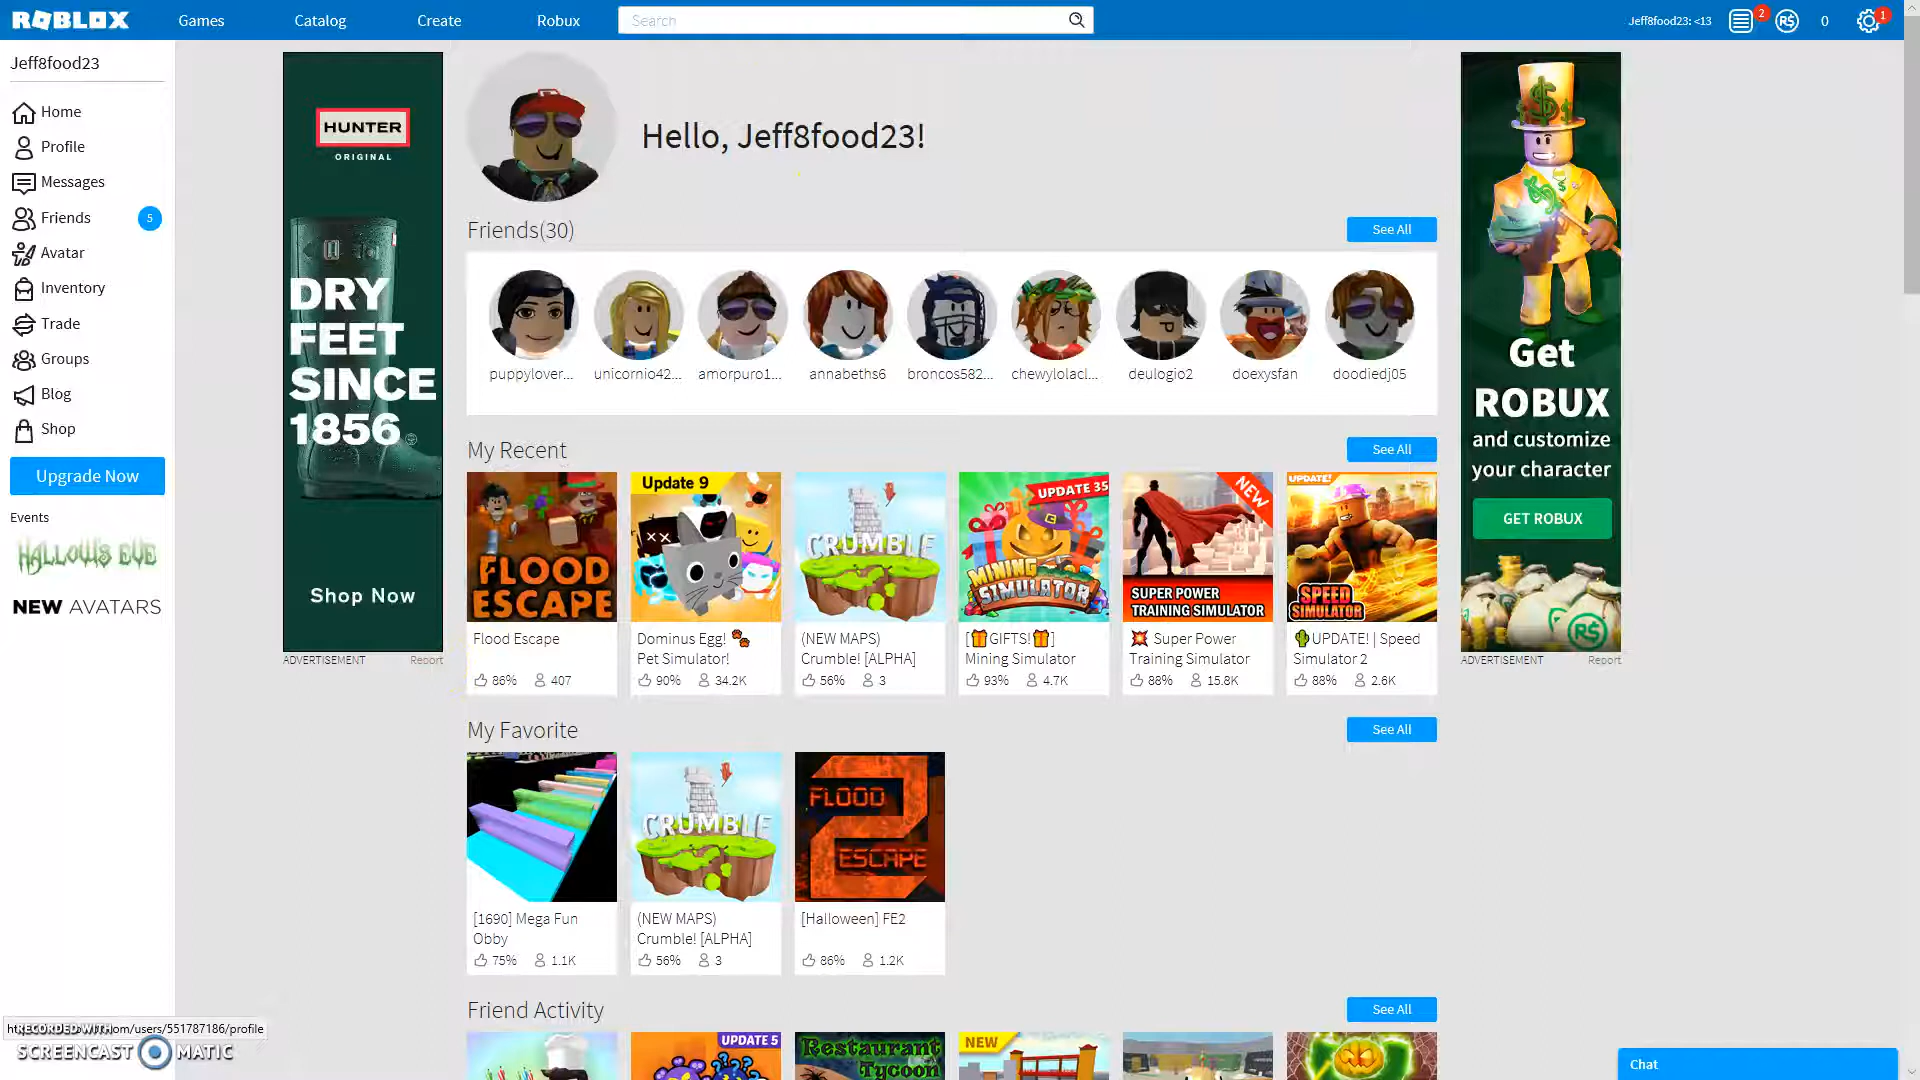 ROBLOX
Games
Catalog
Create
Robux
Search
Jeff8food23: <13
2
0
1
Jeff8food23
Home
Profile
Messages
Friends
5
Avatar
Inventory
Trade
Groups
Blog
Shop
Upgrade Now
Events
HALLOW'S EVE
NEW AVATARS
HUNTER
ORIGINAL
DRY
FEET
SINCE
1856
Shop Now
ADVERTISEMENT
Report
Hello, Jeff8food23!
Friends(30)
See All
puppylover...
unicornio42...
amorpuro1...
annabeths6
broncos582...
chewylolacl...
deulogio2
doexysfan
doodiedj05
My Recent
See All
FLOOD
ESCAPE
Flood Escape
86%
407
Update 9
Dominus Egg! 🐾
Pet Simulator!
90%
34.2K
CRUMBLE
(NEW MAPS)
Crumble! [ALPHA]
56%
3
UPDATE 35
MINING
SIMULATOR
[🎁GIFTS!🎁]
Mining Simulator
93%
4.7K
NEW
SUPER POWER
TRAINING SIMULATOR
💥 Super Power
Training Simulator
88%
15.8K
UPDATE!
SPEED
SIMULATOR
🌵UPDATE! | Speed
Simulator 2
88%
2.6K
My Favorite
See All
[1690] Mega Fun
Obby
75%
1.1K
CRUMBLE
(NEW MAPS)
Crumble! [ALPHA]
56%
3
FLOOD
2
ESCAPE
[Halloween] FE2
86%
1.2K
Friend Activity
See All
UPDATE 5
Restaurant
Tycoon
NEW
Get
ROBUX
and customize
your character
GET ROBUX
R$
ADVERTISEMENT
Report
om/users/551787186/profile
RECORDED WITH
SCREENCAST MATIC
Chat